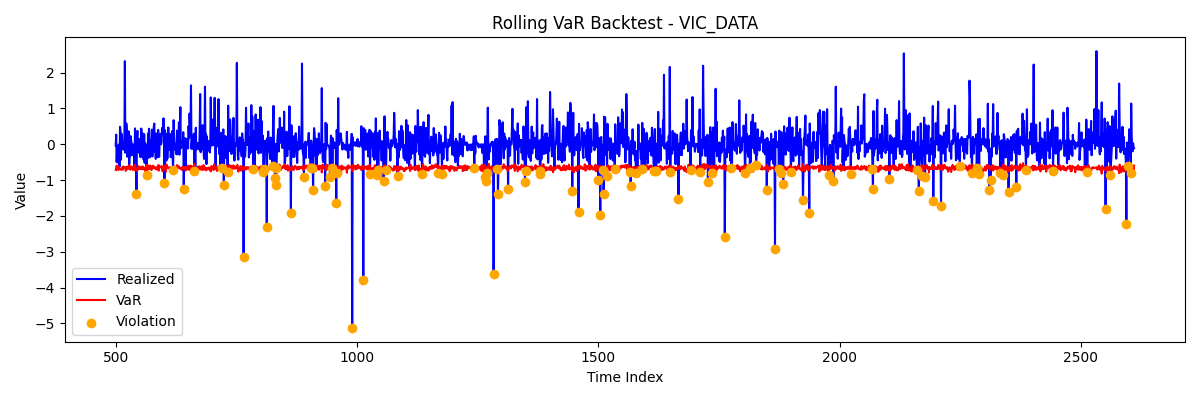 Rolling VaR Backtest - VIC_DATA
Value
2
1
0
−1
−2
−3
−4
−5
Realized
VaR
Violation
500
1000
1500
2000
2500
Time Index